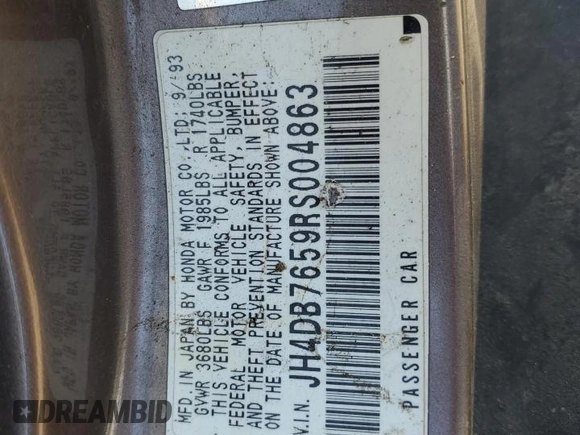 MFD. IN JAPAN BY HONDA MOTOR CO.,LTD; 9/'93
GVWR 3680LBS GAWR F 1985LBS R 1740LBS
THIS VEHICLE CONFORMS TO ALL APPLICABLE
FEDERAL MOTOR VEHICLE SAFETY, BUMPER,
AND THEFT PREVENTION STANDARDS IN EFFECT
ON THE DATE OF MANUFACTURE SHOWN ABOVE.
V.I.N. JH4DB7659RS004863
PASSENGER CAR
DREAMBID